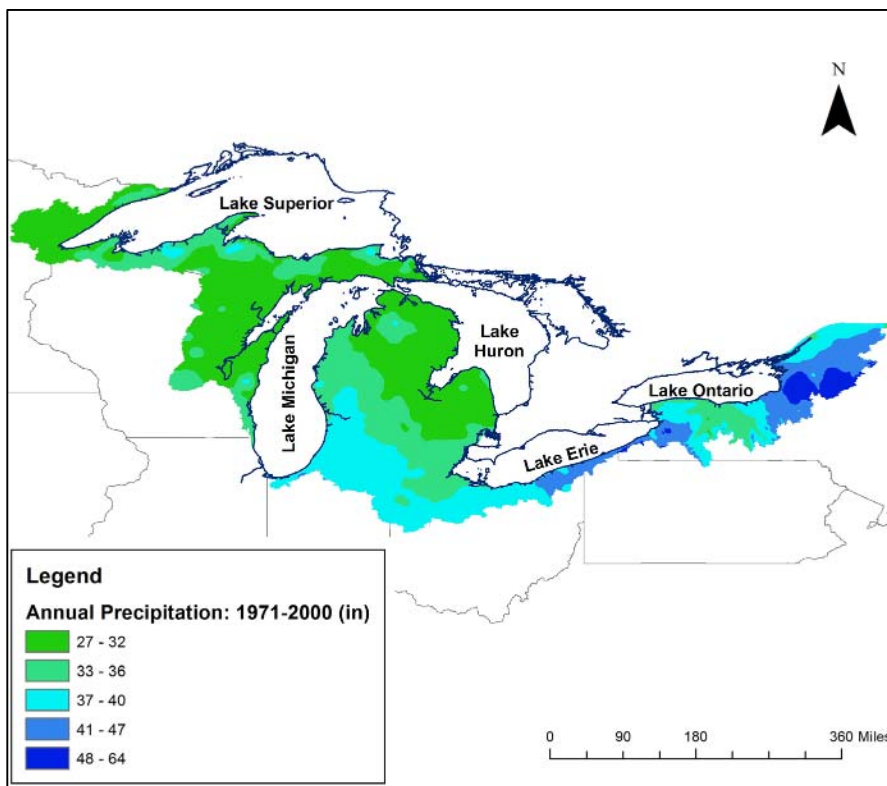 N
Lake Superior
Lake Michigan
Lake
Huron
Lake Ontario
Lake Erie
Legend
Annual Precipitation: 1971-2000 (in)
27 - 32
33 - 36
37 - 40
41 - 47
48 - 64
0 90 180 360 Miles